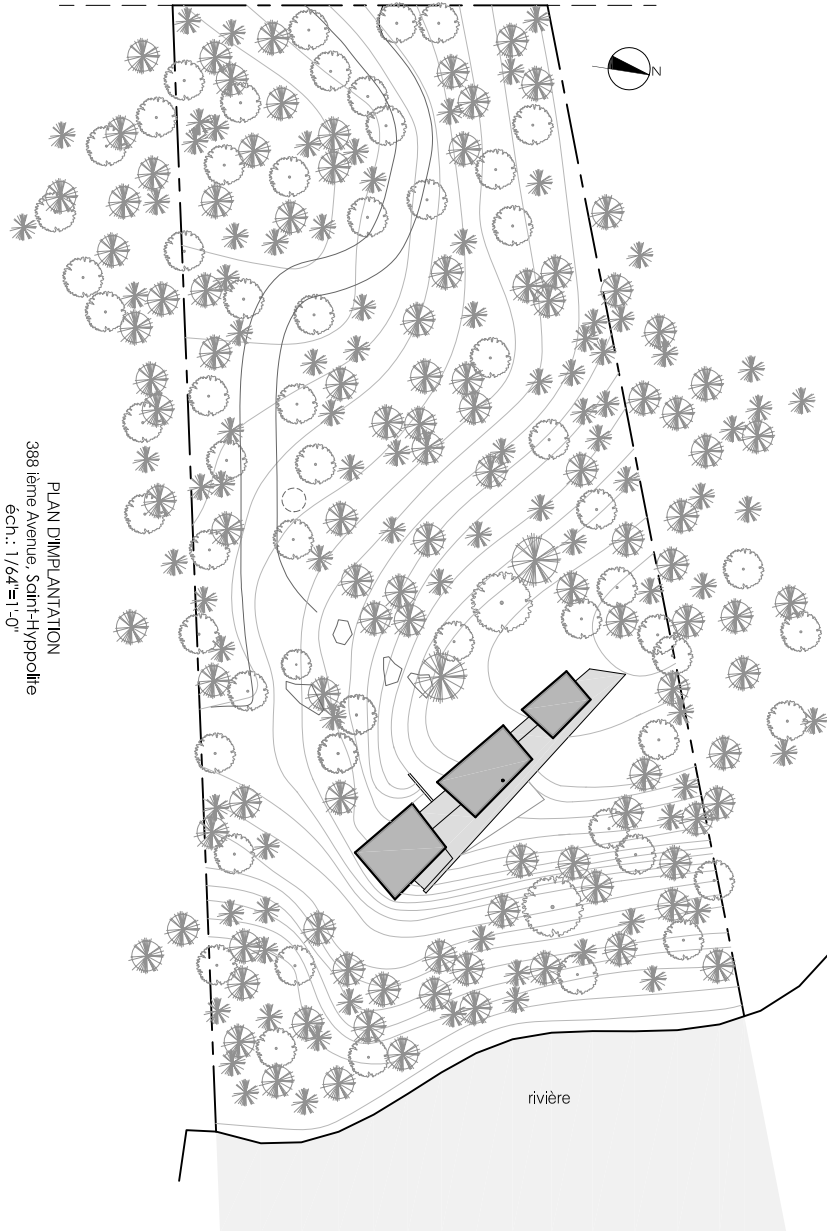 N
PLAN D'IMPLANTATION
388 ième Avenue, Saint-Hyppolite
éch.: 1/64"=1'-0"
rivière